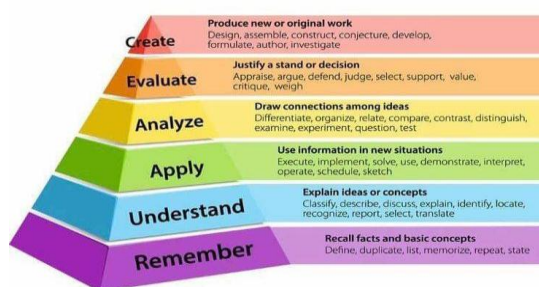 Create
Produce new or original work
Design, assemble, construct, conjecture, develop,
formulate, author, investigate
Evaluate
Justify a stand or decision
Appraise, argue, defend, judge, select, support, value,
critique, weigh
Analyze
Draw connections among ideas
Differentiate, organize, relate, compare, contrast, distinguish,
examine, experiment, question, test
Apply
Use information in new situations
Execute, implement, solve, use, demonstrate, interpret,
operate, schedule, sketch
Understand
Explain ideas or concepts
Classify, describe, discuss, explain, identify, locate,
recognize, report, select, translate
Remember
Recall facts and basic concepts
Define, duplicate, list, memorize, repeat, state